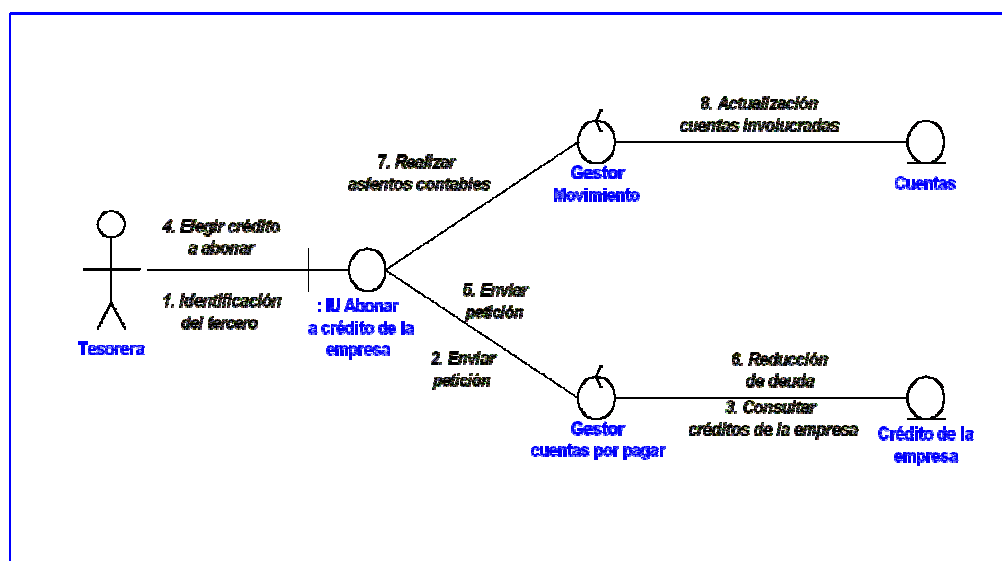 8. Actualización
cuentas involucradas
7. Realizar
asientos contables
Gestor
Movimiento
Cuentas
4. Elegir crédito
a abonar
1. Identificación
del tercero
Tesorera
: IU Abonar
a crédito de la
empresa
5. Enviar
petición
2. Enviar
petición
6. Reducción
de deuda
3. Consultar
créditos de la empresa
Gestor
cuentas por pagar
Crédito de la
empresa